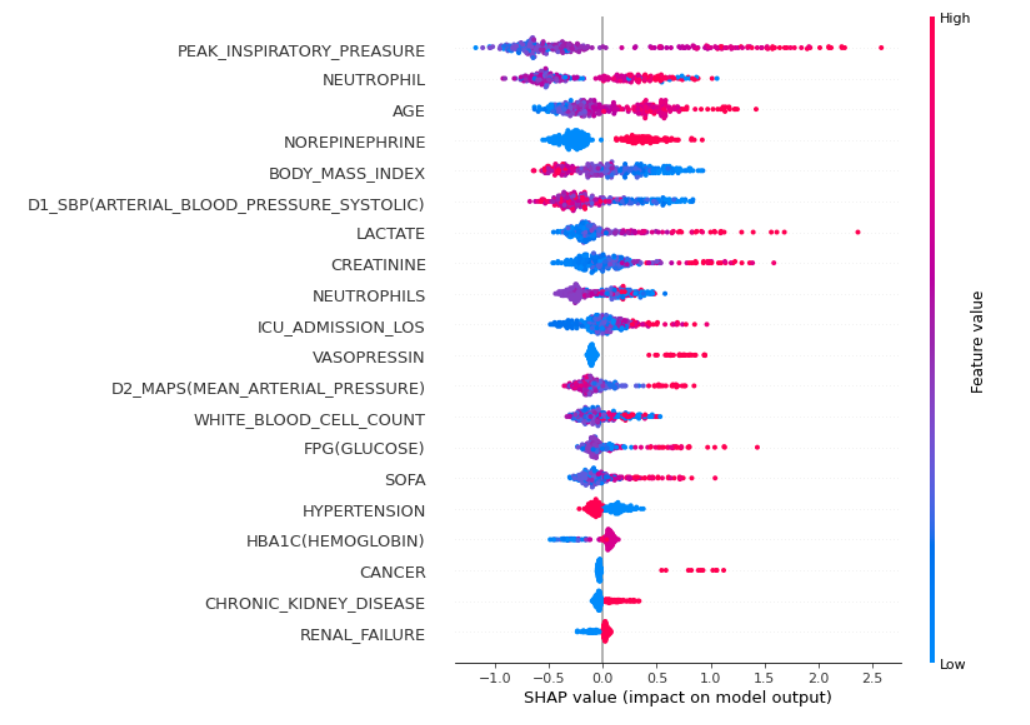 High
PEAK_INSPIRATORY_PREASURE
NEUTROPHIL
AGE
NOREPINEPHRINE
BODY_MASS_INDEX
D1_SBP(ARTERIAL_BLOOD_PRESSURE_SYSTOLIC)
LACTATE
CREATININE
NEUTROPHILS
ICU_ADMISSION_LOS
VASOPRESSIN
D2_MAPS(MEAN_ARTERIAL_PRESSURE)
WHITE_BLOOD_CELL_COUNT
FPG(GLUCOSE)
SOFA
HYPERTENSION
HBA1C(HEMOGLOBIN)
CANCER
CHRONIC_KIDNEY_DISEASE
RENAL_FAILURE
Feature value
Low
−1.0 −0.5 0.0 0.5 1.0 1.5 2.0 2.5
SHAP value (impact on model output)